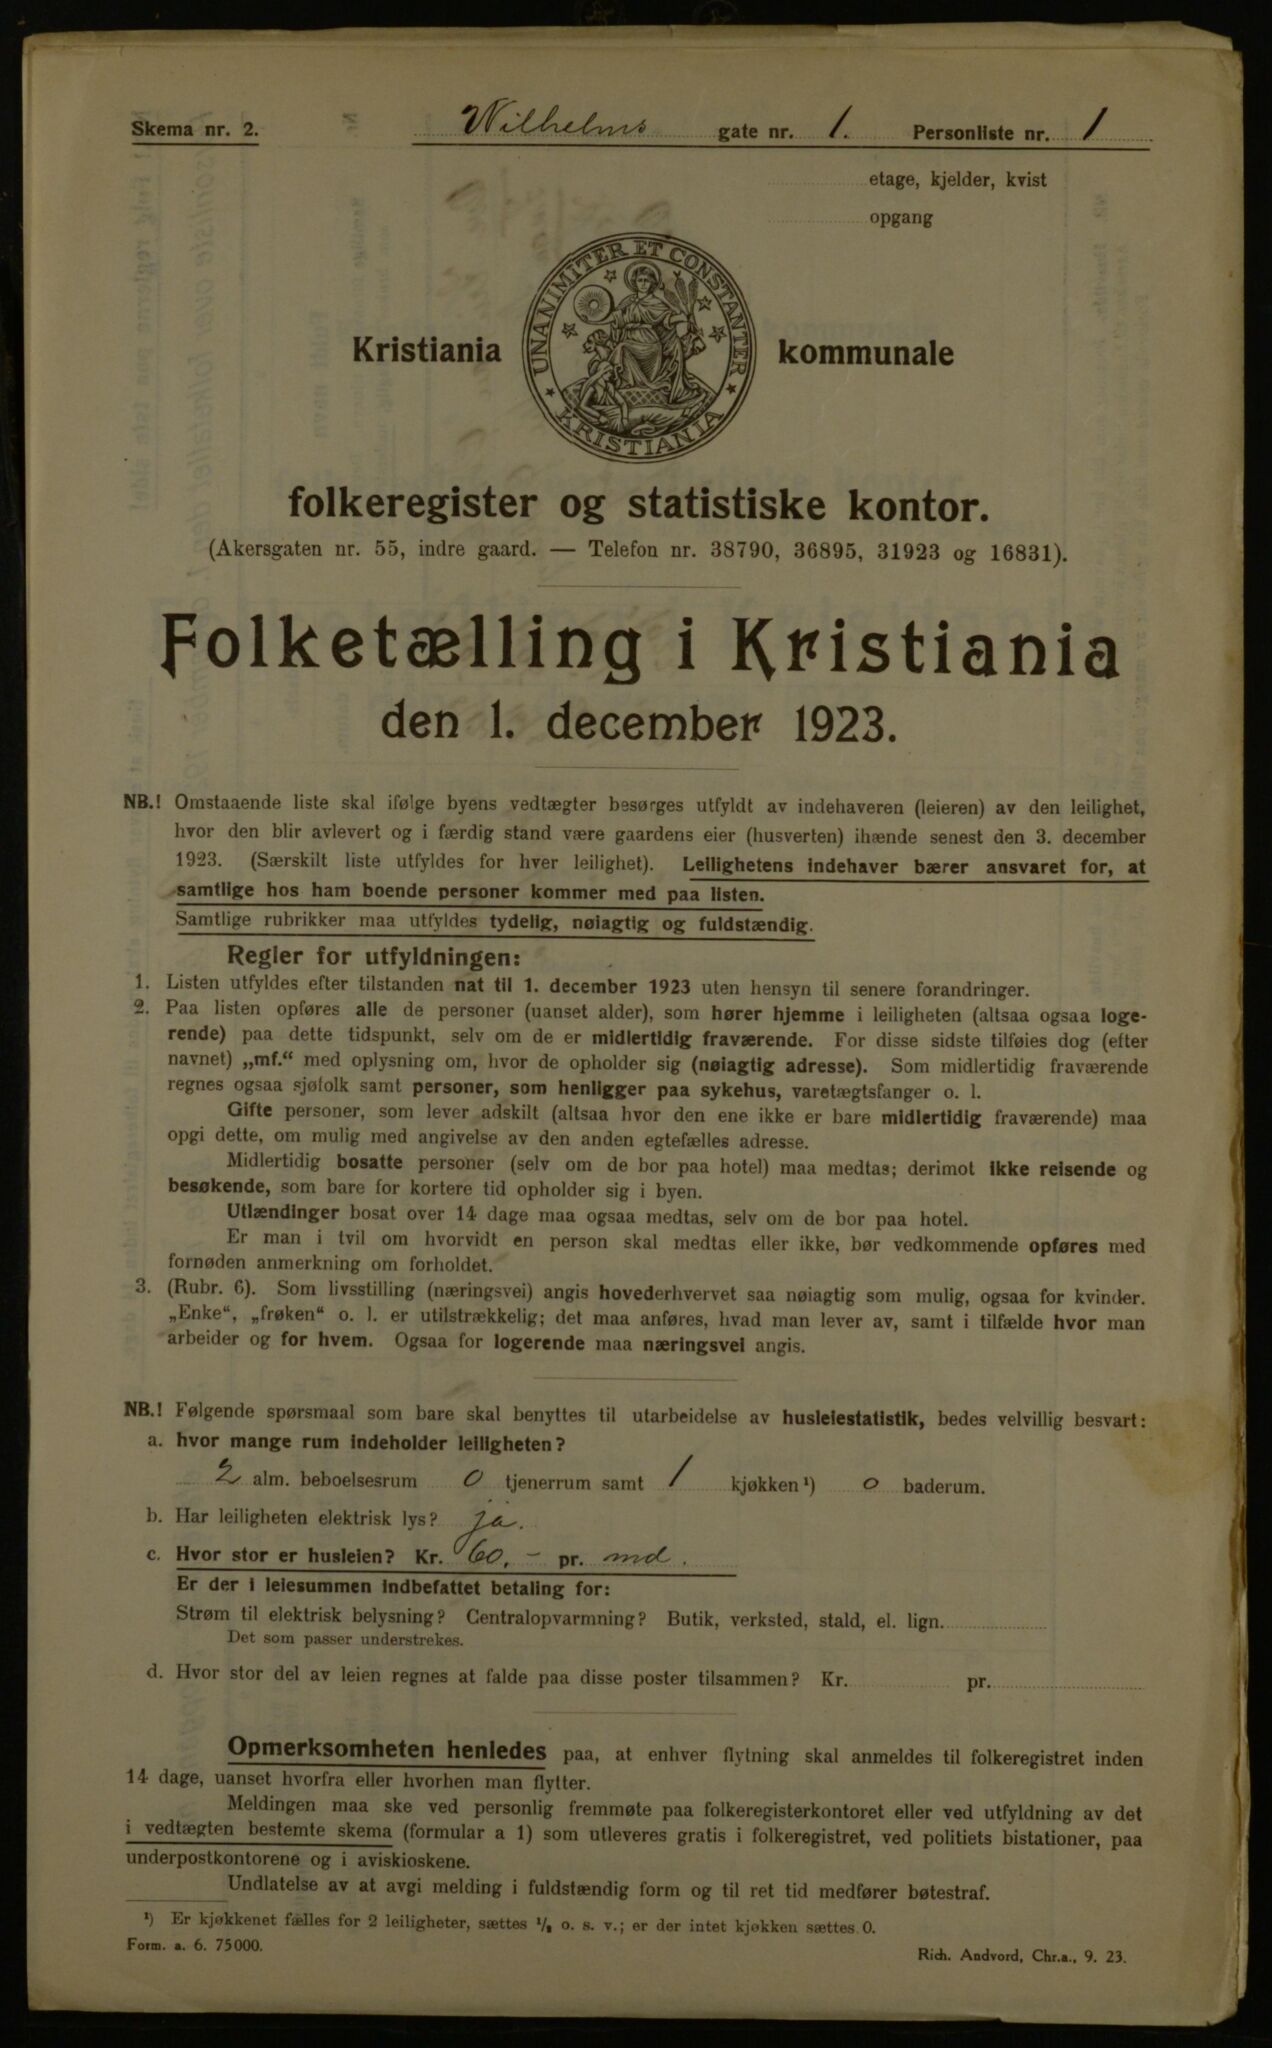 Skema nr. 2.
Wilhelms gate nr. 1. Personliste nr. 1
etage, kjelder, kvist
opgang
UNANIMITER ET CONSTANTER
KRISTIANIA
Kristiania kommunale
folkeregister og statistiske kontor.
(Akersgaten nr. 55, indre gaard. — Telefon nr. 38790, 36895, 31923 og 16831).
Folketælling i Kristiania
den 1. december 1923.
NB.! Omstaaende liste skal ifølge byens vedtægter besørges utfyldt av indehaveren (leieren) av den leilighet,
hvor den blir avlevert og i færdig stand være gaardens eier (husverten) ihænde senest den 3. december
1923. (Særskilt liste utfyldes for hver leilighet). Leilighetens indehaver bærer ansvaret for, at
samtlige hos ham boende personer kommer med paa listen.
Samtlige rubrikker maa utfyldes tydelig, nøiagtig og fuldstændig.
Regler for utfyldningen:
1. Listen utfyldes efter tilstanden nat til 1. december 1923 uten hensyn til senere forandringer.
2. Paa listen opføres alle de personer (uanset alder), som hører hjemme i leiligheten (altsaa ogsaa loge-
rende) paa dette tidspunkt, selv om de er midlertidig fraværende. For disse sidste tilføies dog (efter
navnet) „mf.“ med oplysning om, hvor de opholder sig (nøiagtig adresse). Som midlertidig fraværende
regnes ogsaa sjøfolk samt personer, som henligger paa sykehus, varetægtsfanger o. l.
Gifte personer, som lever adskilt (altsaa hvor den ene ikke er bare midlertidig fraværende) maa
opgi dette, om mulig med angivelse av den anden egtefælles adresse.
Midlertidig bosatte personer (selv om de bor paa hotel) maa medtas; derimot ikke reisende og
besøkende, som bare for kortere tid opholder sig i byen.
Utlændinger bosat over 14 dage maa ogsaa medtas, selv om de bor paa hotel.
Er man i tvil om hvorvidt en person skal medtas eller ikke, bør vedkommende opføres med
fornøden anmerkning om forholdet.
3. (Rubr. 6). Som livsstilling (næringsvei) angis hovederhvervet saa nøiagtig som mulig, ogsaa for kvinder.
„Enke“, „frøken“ o. l. er utilstrækkelig; det maa anføres, hvad man lever av, samt i tilfælde hvor man
arbeider og for hvem. Ogsaa for logerende maa næringsvei angis.
NB.! Følgende spørsmaal som bare skal benyttes til utarbeidelse av husleiestatistik, bedes velvillig besvart:
a. hvor mange rum indeholder leiligheten?
2 alm. beboelsesrum 0 tjenerrum samt 1 kjøkken ¹) 0 baderum.
b. Har leiligheten elektrisk lys? ja.
c. Hvor stor er husleien? Kr. 60,- pr. md.
Er der i leiesummen indbefattet betaling for:
Strøm til elektrisk belysning? Centralopvarmning? Butik, verksted, stald, el. lign.
Det som passer understrekes.
d. Hvor stor del av leien regnes at falde paa disse poster tilsammen? Kr. pr.
Opmerksomheten henledes paa, at enhver flytning skal anmeldes til folkeregistret inden
14 dage, uanset hvorfra eller hvorhen man flytter.
Meldingen maa ske ved personlig fremmøte paa folkeregisterkontoret eller ved utfyldning av det
i vedtægten bestemte skema (formular a 1) som utleveres gratis i folkeregistret, ved politiets bistationer, paa
underpostkontorene og i aviskioskene.
Undlatelse av at avgi melding i fuldstændig form og til ret tid medfører bøtestraf.
¹) Er kjøkkenet fælles for 2 leiligheter, sættes ½ o. s. v.; er der intet kjøkken sættes 0.
Form. a. 6. 75000.
Rich. Andvord, Chr.a., 9. 23.